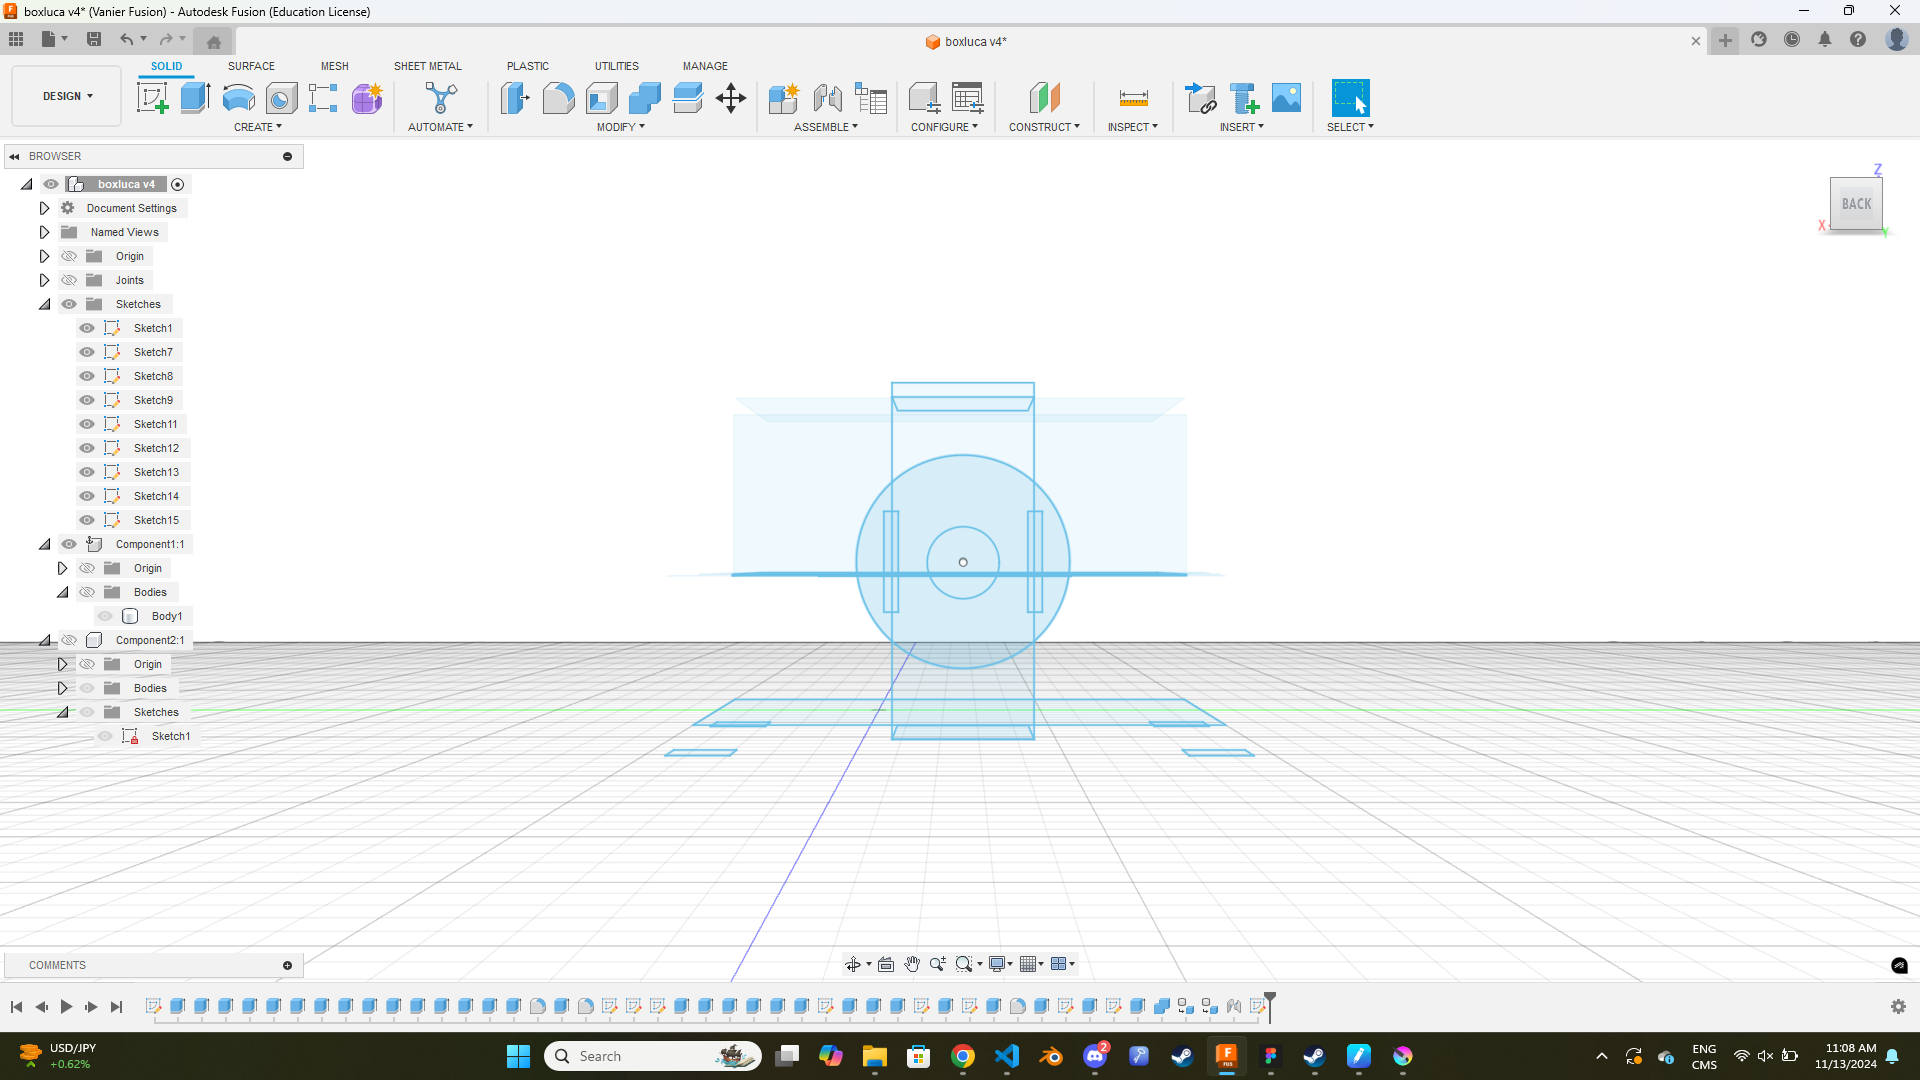 boxluca v4* (Vanier Fusion) - Autodesk Fusion (Education License)
boxluca v4*
SOLID SURFACE MESH SHEET METAL PLASTIC UTILITIES MANAGE
DESIGN
CREATE AUTOMATE MODIFY ASSEMBLE CONFIGURE CONSTRUCT INSPECT INSERT SELECT
BROWSER
boxluca v4
Document Settings
Named Views
Origin
Joints
Sketches
Sketch1
Sketch7
Sketch8
Sketch9
Sketch11
Sketch12
Sketch13
Sketch14
Sketch15
Component1:1
Origin
Bodies
Body1
Component2:1
Origin
Bodies
Sketches
Sketch1
Z
BACK
X
Y
COMMENTS
USD/JPY
+0.62%
Search
2
F
FUS
ENG
CMS
11:08 AM
11/13/2024